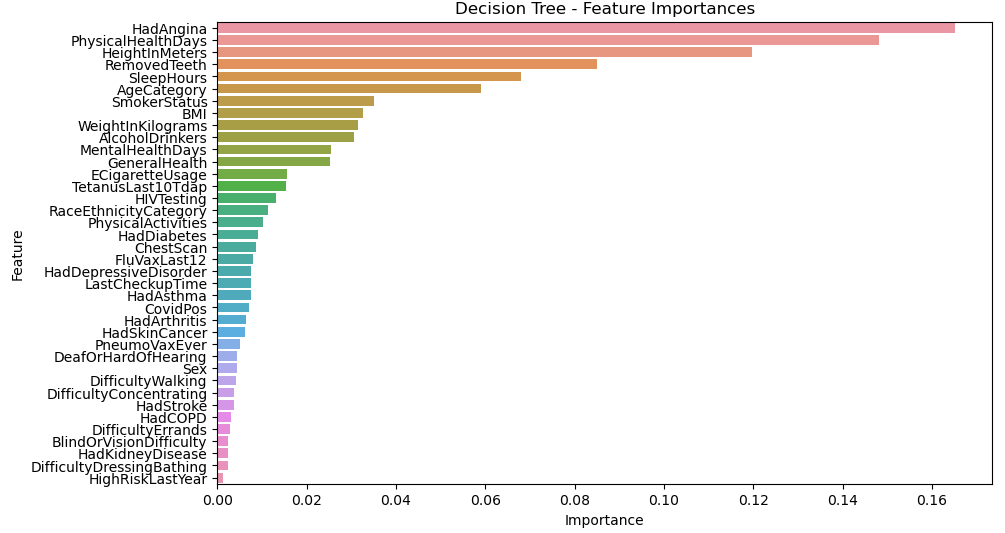 Decision Tree - Feature Importances
HadAngina
PhysicalHealthDays
HeightInMeters
RemovedTeeth
SleepHours
AgeCategory
SmokerStatus
BMI
WeightInKilograms
AlcoholDrinkers
MentalHealthDays
GeneralHealth
ECigaretteUsage
TetanusLast10Tdap
HIVTesting
RaceEthnicityCategory
PhysicalActivities
HadDiabetes
ChestScan
FluVaxLast12
HadDepressiveDisorder
LastCheckupTime
HadAsthma
CovidPos
HadArthritis
HadSkinCancer
PneumoVaxEver
DeafOrHardOfHearing
Sex
DifficultyWalking
DifficultyConcentrating
HadStroke
HadCOPD
DifficultyErrands
BlindOrVisionDifficulty
HadKidneyDisease
DifficultyDressingBathing
HighRiskLastYear
Feature
0.00 0.02 0.04 0.06 0.08 0.10 0.12 0.14 0.16
Importance